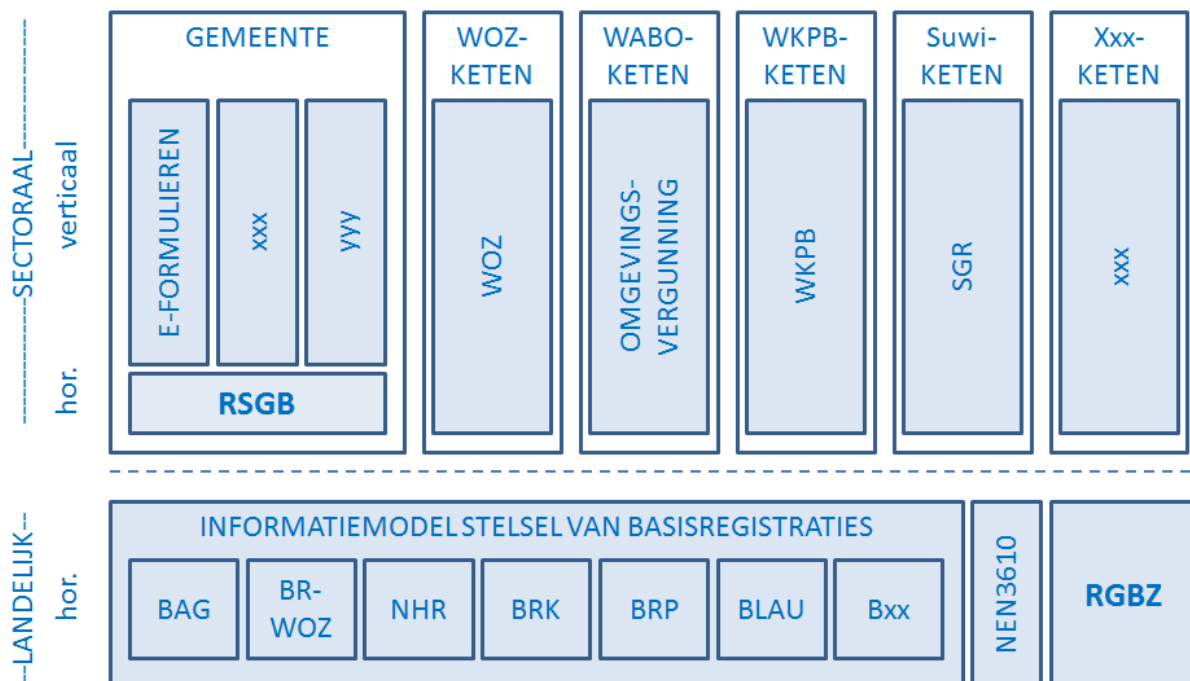 GEMEENTE
WOZ-
KETEN
WABO-
KETEN
WKPB-
KETEN
Suwi-
KETEN
Xxx-
KETEN
SECTORAAL
verticaal
hor.
E-FORMULIEREN
xxx
yyy
RSGB
WOZ
OMGEVINGS-
VERGUNNING
WKPB
SGR
xxx
LANDELIJK
hor.
INFORMATIEMODEL STELSEL VAN BASISREGISTRATIES
BAG
BR-
WOZ
NHR
BRK
BRP
BLAU
Bxx
NEN3610
RGBZ